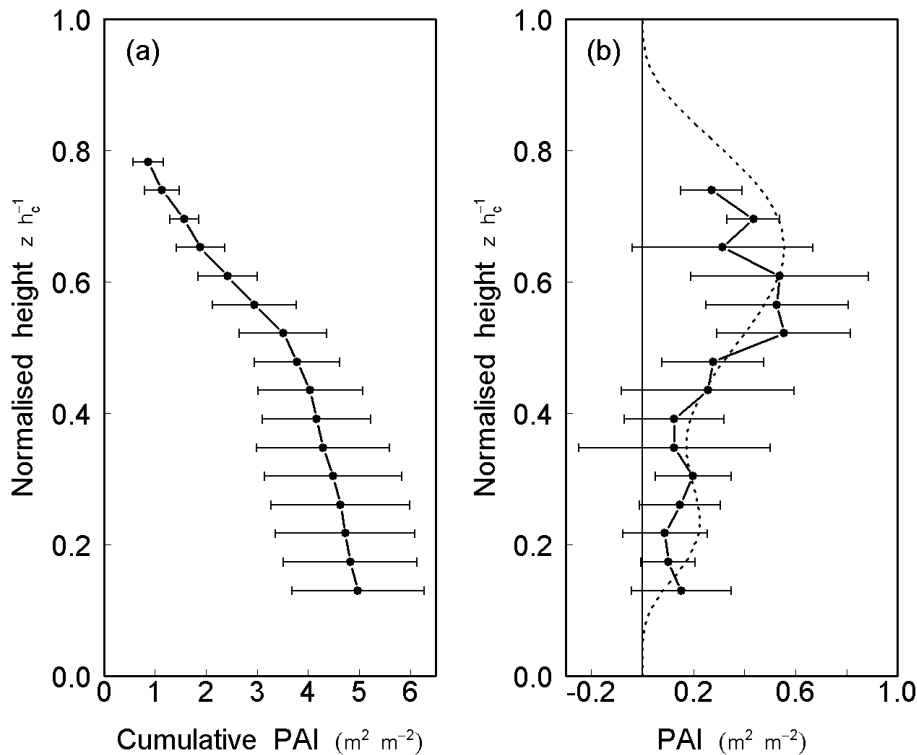 (a)
1.0
0.8
0.6
0.4
0.2
0.0
Normalised height z h_c^−1
0 1 2 3 4 5 6
Cumulative PAI (m² m⁻²)
(b)
1.0
0.8
0.6
0.4
0.2
0.0
Normalised height z h_c^−1
-0.2 0.2 0.6 1.0
PAI (m² m⁻²)